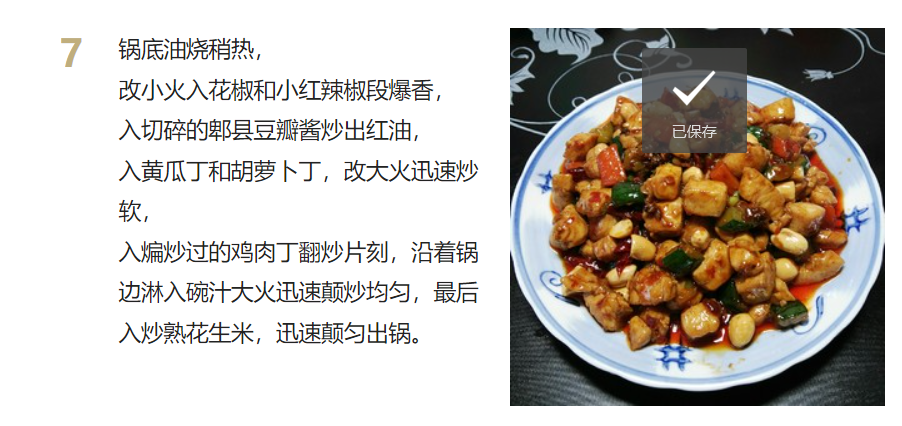 7
锅底油烧稍热，
改小火入花椒和小红辣椒段爆香，
入切碎的郫县豆瓣酱炒出红油，
入黄瓜丁和胡萝卜丁，改大火迅速炒
软，
入煸炒过的鸡肉丁翻炒片刻，沿着锅
边淋入碗汁大火迅速颠炒均匀，最后
入炒熟花生米，迅速颠匀出锅。
已保存